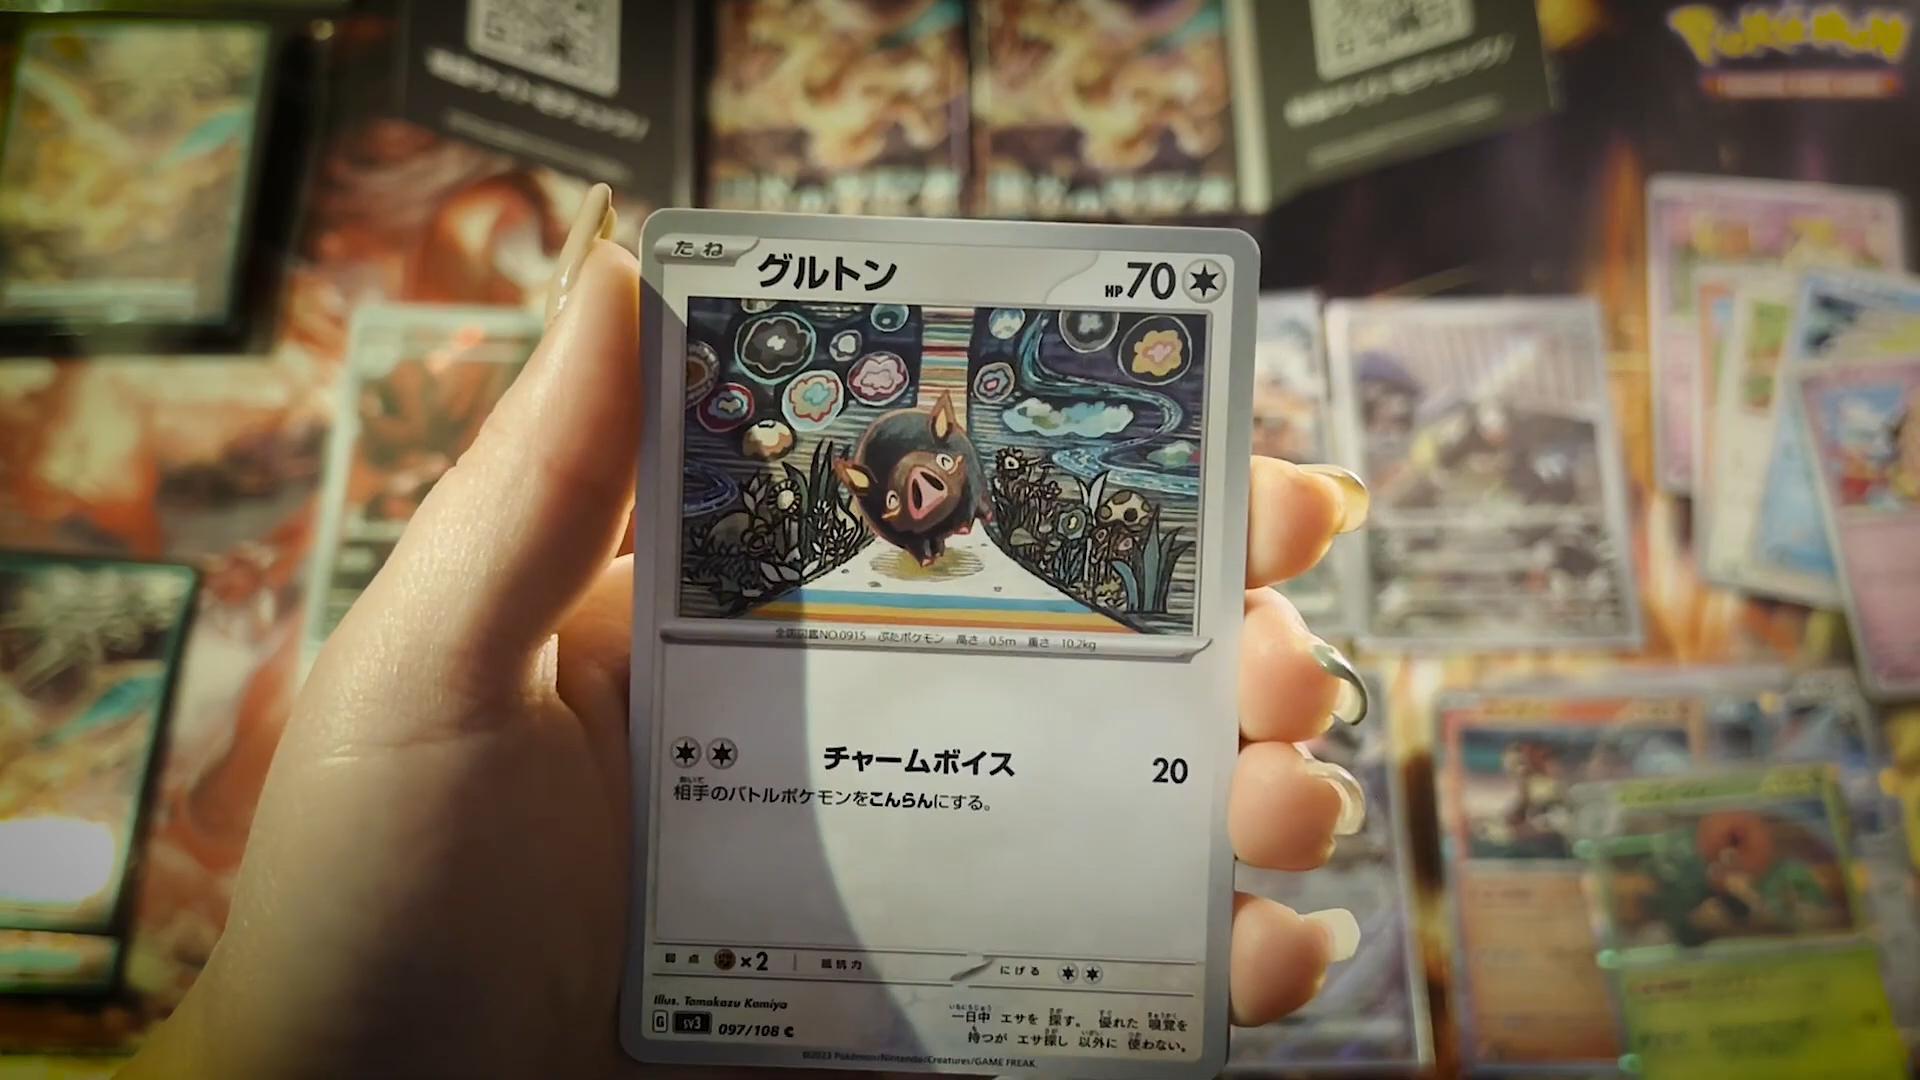 Pokémon
たね
グルトン
HP 70
全国図鑑NO.0915 ぶたポケモン 高さ:0.5m 重さ:10.2kg
チャームボイス 20
相手のバトルポケモンをこんらんにする。
弱点 ×2 抵抗力 にげる
Illus. Tomokazu Komiya
一日中 エサを 探す。 優れた 嗅覚を
持つが エサ探し 以外に 使わない。
G sv3 097/108 C
©2023 Pokémon/Nintendo/Creatures/GAME FREAK.